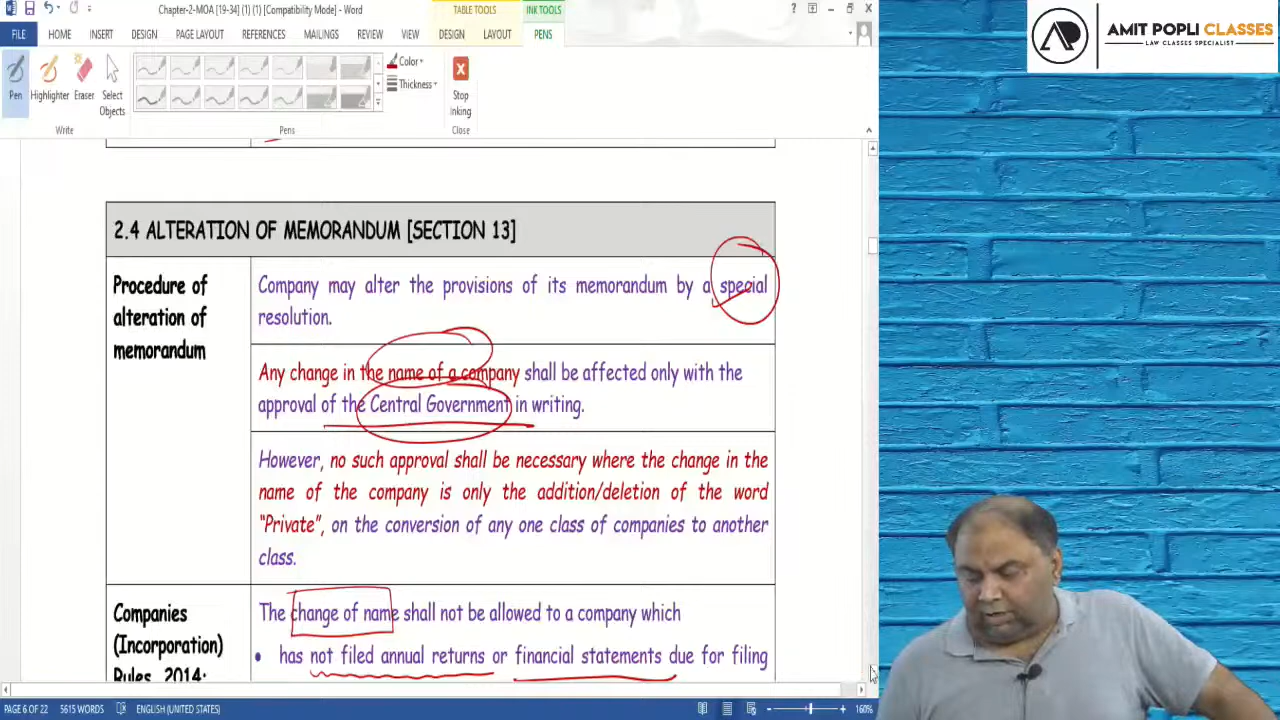 Chapter-2-MOA [19-34] (1) (1) [Compatibility Mode] - Word
TABLE TOOLS
INK TOOLS
FILE HOME INSERT DESIGN PAGE LAYOUT REFERENCES MAILINGS REVIEW VIEW DESIGN LAYOUT PENS
Pen
Highlighter
Eraser
Select Objects
Color
Thickness
Stop Inking
Write
Pens
Close
AMIT POPLI CLASSES
LAW CLASSES SPECIALIST
2.4 ALTERATION OF MEMORANDUM [SECTION 13]
Procedure of
alteration of
memorandum
Company may alter the provisions of its memorandum by a special
resolution.
Any change in the name of a company shall be affected only with the
approval of the Central Government in writing.
However, no such approval shall be necessary where the change in the
name of the company is only the addition/deletion of the word
“Private”, on the conversion of any one class of companies to another
class.
Companies
(Incorporation)
Rules, 2014:
The change of name shall not be allowed to a company which
• has not filed annual returns or financial statements due for filing
PAGE 6 OF 22 5615 WORDS ENGLISH (UNITED STATES) 160%